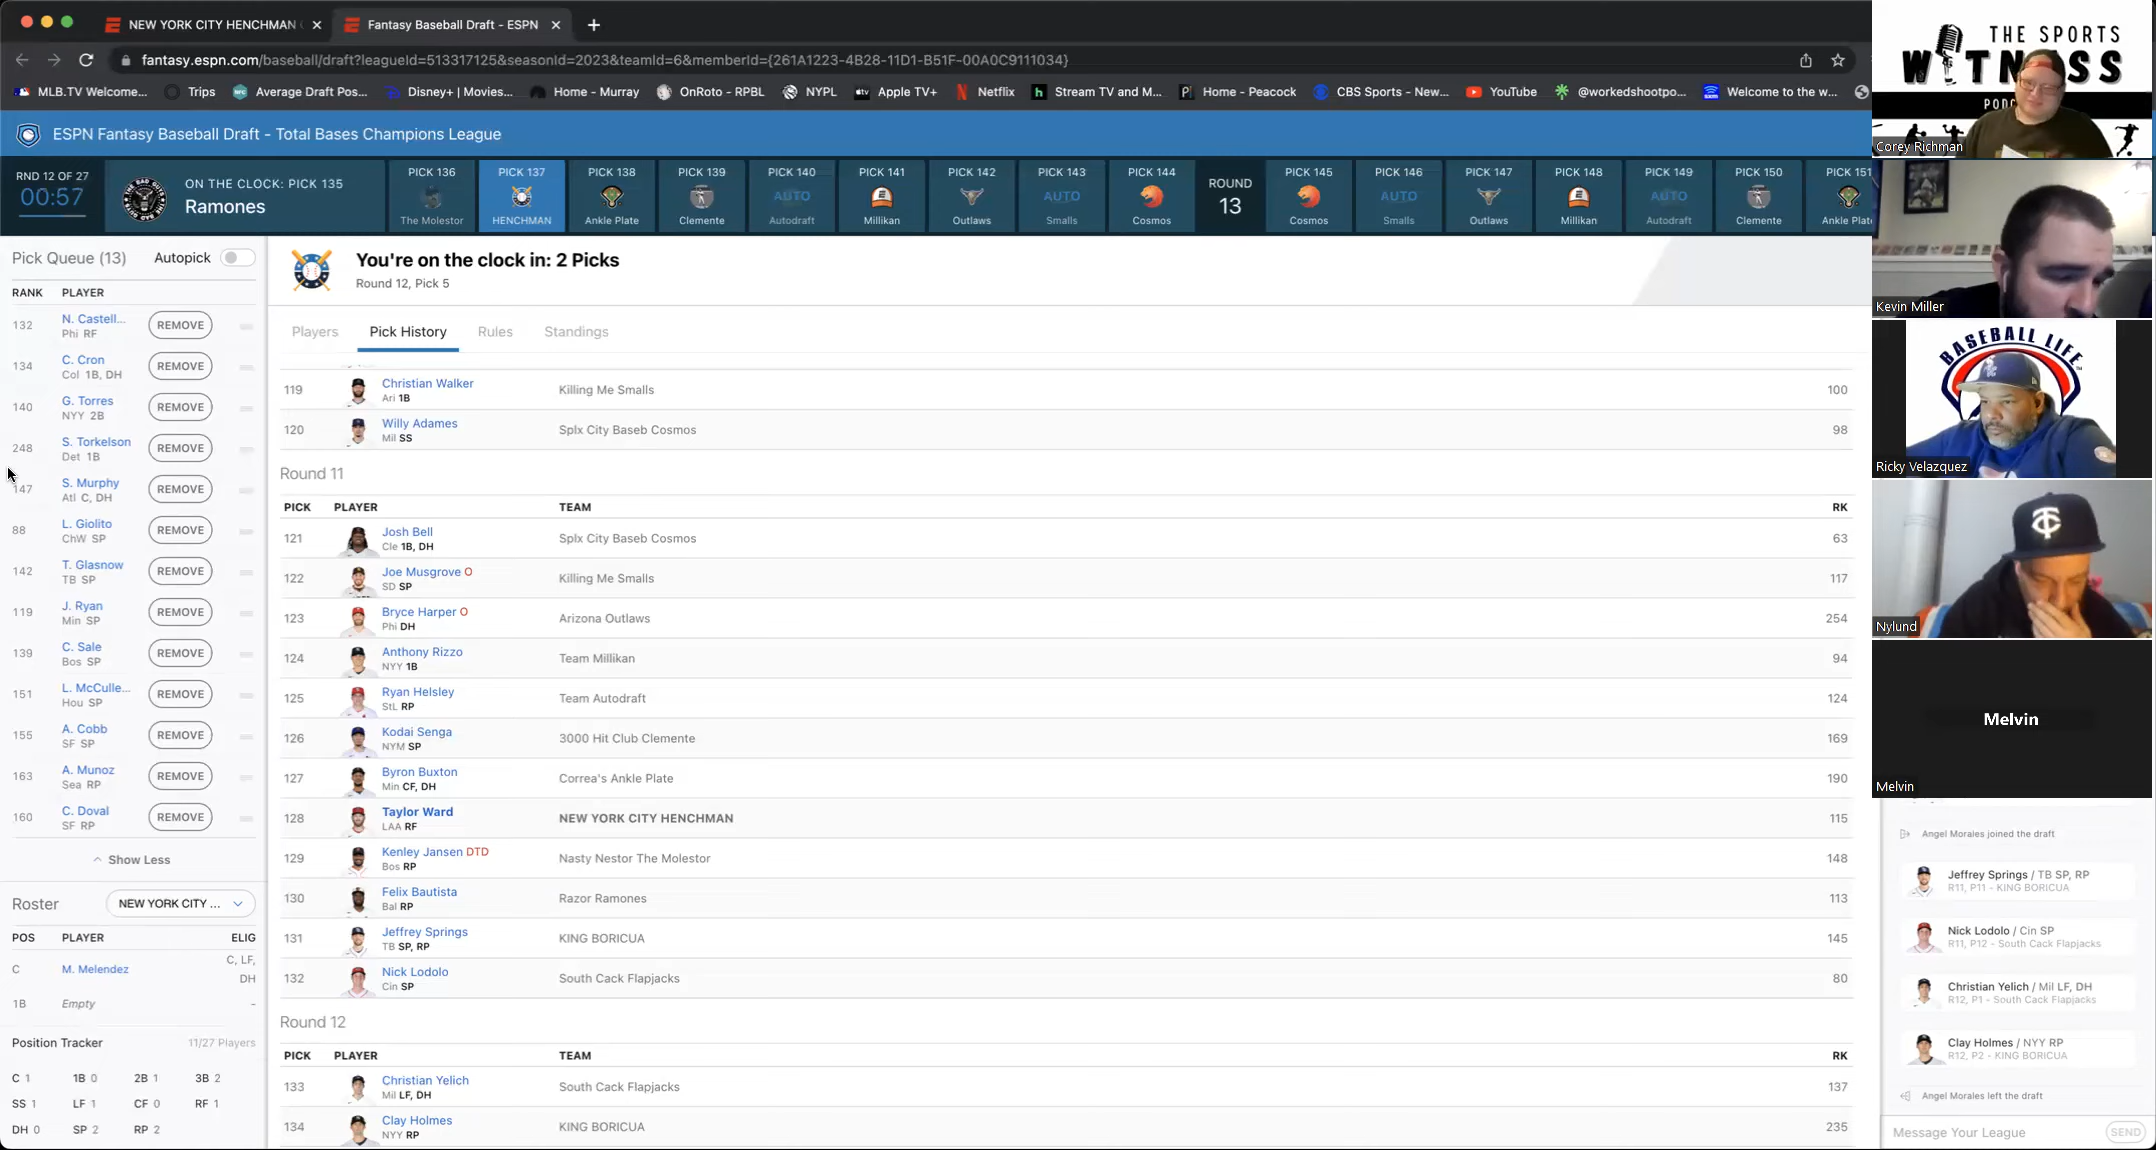 NEW YORK CITY HENCHMAN
Fantasy Baseball Draft - ESPN
fantasy.espn.com/baseball/draft?leagueId=513317125&seasonId=2023&teamId=6&memberId={261A1223-4B28-11D1-B51F-00A0C9111034}
MLB.TV Welcome... Trips Average Draft Pos... Disney+ | Movies... Home - Murray OnRoto - RPBL NYPL Apple TV+ Netflix Stream TV and M... Home - Peacock CBS Sports - New... YouTube @workedshootpo... Welcome to the w...
ESPN Fantasy Baseball Draft - Total Bases Champions League
RND 12 OF 27
00:57
ON THE CLOCK: PICK 135
Ramones
PICK 136
The Molestor
PICK 137
HENCHMAN
PICK 138
Ankle Plate
PICK 139
Clemente
PICK 140
AUTO
Autodraft
PICK 141
Millikan
PICK 142
Outlaws
PICK 143
AUTO
Smalls
PICK 144
Cosmos
ROUND
13
PICK 145
Cosmos
PICK 146
AUTO
Smalls
PICK 147
Outlaws
PICK 148
Millikan
PICK 149
AUTO
Autodraft
PICK 150
Clemente
PICK 151
Ankle Plate
Pick Queue (13) Autopick
RANK PLAYER
132 N. Castell... REMOVE
Phi RF
134 C. Cron REMOVE
Col 1B, DH
140 G. Torres REMOVE
NYY 2B
248 S. Torkelson REMOVE
Det 1B
147 S. Murphy REMOVE
Atl C, DH
88 L. Giolito REMOVE
ChW SP
142 T. Glasnow REMOVE
TB SP
119 J. Ryan REMOVE
Min SP
139 C. Sale REMOVE
Bos SP
151 L. McCulle... REMOVE
Hou SP
155 A. Cobb REMOVE
SF SP
163 A. Munoz REMOVE
Sea RP
160 C. Doval REMOVE
SF RP
Show Less
Roster NEW YORK CITY ...
POS PLAYER ELIG
C M. Melendez C, LF, DH
1B Empty -
Position Tracker 11/27 Players
C 1 1B 0 2B 1 3B 2
SS 1 LF 1 CF 0 RF 1
DH 0 SP 2 RP 2
You're on the clock in: 2 Picks
Round 12, Pick 5
Players Pick History Rules Standings
119 Christian Walker Killing Me Smalls 100
Ari 1B
120 Willy Adames Splx City Baseb Cosmos 98
Mil SS
Round 11
PICK PLAYER TEAM RK
121 Josh Bell Splx City Baseb Cosmos 63
Cle 1B, DH
122 Joe Musgrove O Killing Me Smalls 117
SD SP
123 Bryce Harper O Arizona Outlaws 254
Phi DH
124 Anthony Rizzo Team Millikan 94
NYY 1B
125 Ryan Helsley Team Autodraft 124
StL RP
126 Kodai Senga 3000 Hit Club Clemente 169
NYM SP
127 Byron Buxton Correa's Ankle Plate 190
Min CF, DH
128 Taylor Ward NEW YORK CITY HENCHMAN 115
LAA RF
129 Kenley Jansen DTD Nasty Nestor The Molestor 148
Bos RP
130 Felix Bautista Razor Ramones 113
Bal RP
131 Jeffrey Springs KING BORICUA 145
TB SP, RP
132 Nick Lodolo South Cack Flapjacks 80
Cin SP
Round 12
PICK PLAYER TEAM RK
133 Christian Yelich South Cack Flapjacks 137
Mil LF, DH
134 Clay Holmes KING BORICUA 235
NYY RP
THE SPORTS
Corey Richman
Kevin Miller
BASEBALL LIFE
Ricky Velazquez
TC
Nylund
Melvin
Melvin
Angel Morales joined the draft
Jeffrey Springs / TB SP, RP
R11, P11 - KING BORICUA
Nick Lodolo / Cin SP
R11, P12 - South Cack Flapjacks
Christian Yelich / Mil LF, DH
R12, P1 - South Cack Flapjacks
Clay Holmes / NYY RP
R12, P2 - KING BORICUA
Angel Morales left the draft
Message Your League SEND